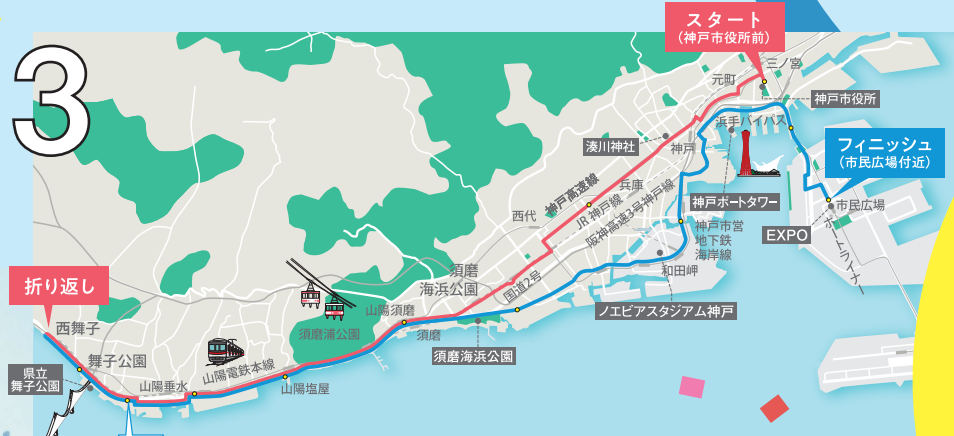 3
スタート
(神戸市役所前)
三ノ宮
元町
神戸市役所
浜手バイパス
フィニッシュ
(市民広場付近)
湊川神社
神戸
神戸高速線
兵庫
JR神戸線
阪神高速3号神戸線
西代
神戸ポートタワー
市民広場
EXPO
ポートライナー
神戸市営
地下鉄
海岸線
和田岬
ノエビアスタジアム神戸
国道2号
須磨
海浜公園
折り返し
西舞子
舞子公園
県立
舞子公園
山陽垂水
山陽電鉄本線
山陽塩屋
須磨浦公園
山陽須磨
須磨
須磨海浜公園